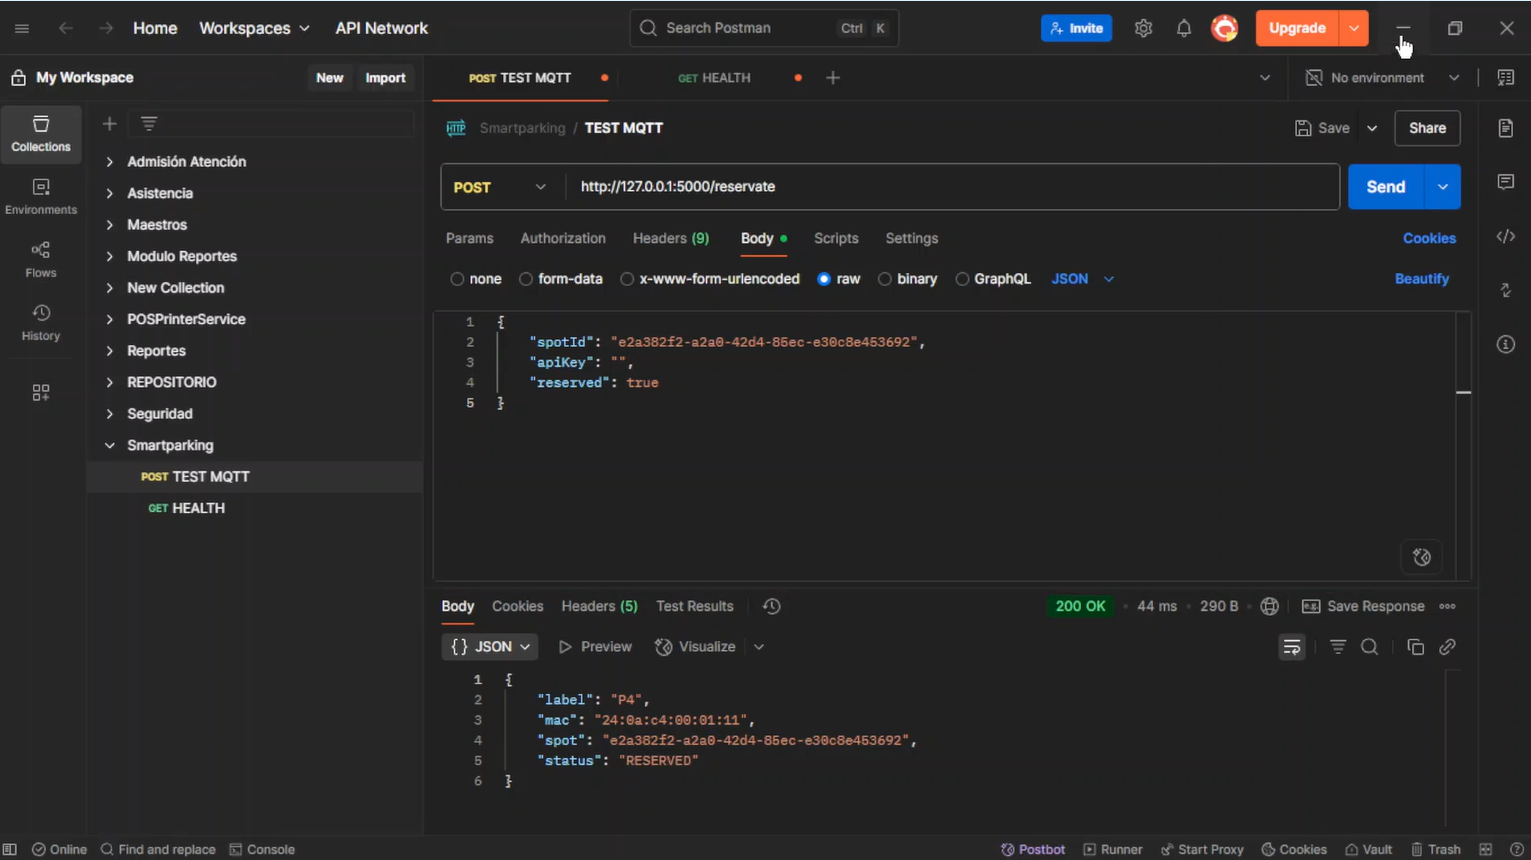 Home Workspaces API Network Search Postman Ctrl K Invite Upgrade
My Workspace New Import POST TEST MQTT GET HEALTH No environment
Smartparking / TEST MQTT Save Share
Collections
Environments
Flows
History
Admisión Atención
Asistencia
Maestros
Modulo Reportes
New Collection
POSPrinterService
Reportes
REPOSITORIO
Seguridad
Smartparking
POST TEST MQTT
GET HEALTH
POST http://127.0.0.1:5000/reservate Send
Params Authorization Headers (9) Body Scripts Settings Cookies
none form-data x-www-form-urlencoded raw binary GraphQL JSON Beautify
1 {
2 "spotId": "e2a382f2-a2a0-42d4-85ec-e30c8e453692",
3 "apiKey": "",
4 "reserved": true
5 }
Body Cookies Headers (5) Test Results 200 OK 44 ms 290 B e.g. Save Response
{} JSON Preview Visualize
1 {
2 "label": "P4",
3 "mac": "24:0a:c4:00:01:11",
4 "spot": "e2a382f2-a2a0-42d4-85ec-e30c8e453692",
5 "status": "RESERVED"
6 }
Online Find and replace Console Postbot Runner Start Proxy Cookies Vault Trash